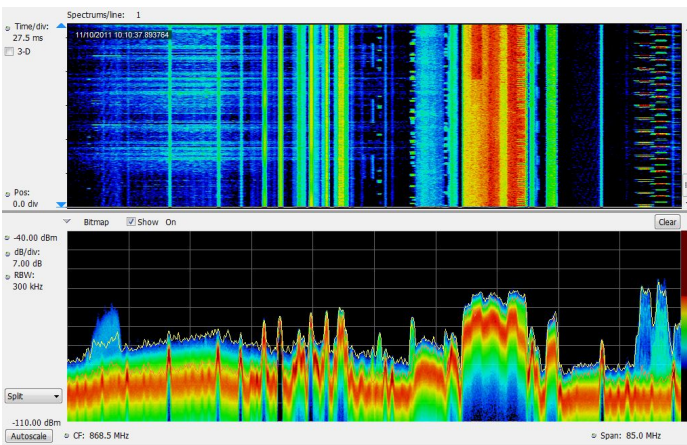 Spectrums/line: 1
Time/div:
27.5 ms
3-D
11/10/2011 10:10:37.893764
Pos:
0.0 div
Bitmap Show On
Clear
-40.00 dBm
dB/div:
7.00 dB
RBW:
300 kHz
Split
-110.00 dBm
Autoscale CF: 868.5 MHz Span: 85.0 MHz